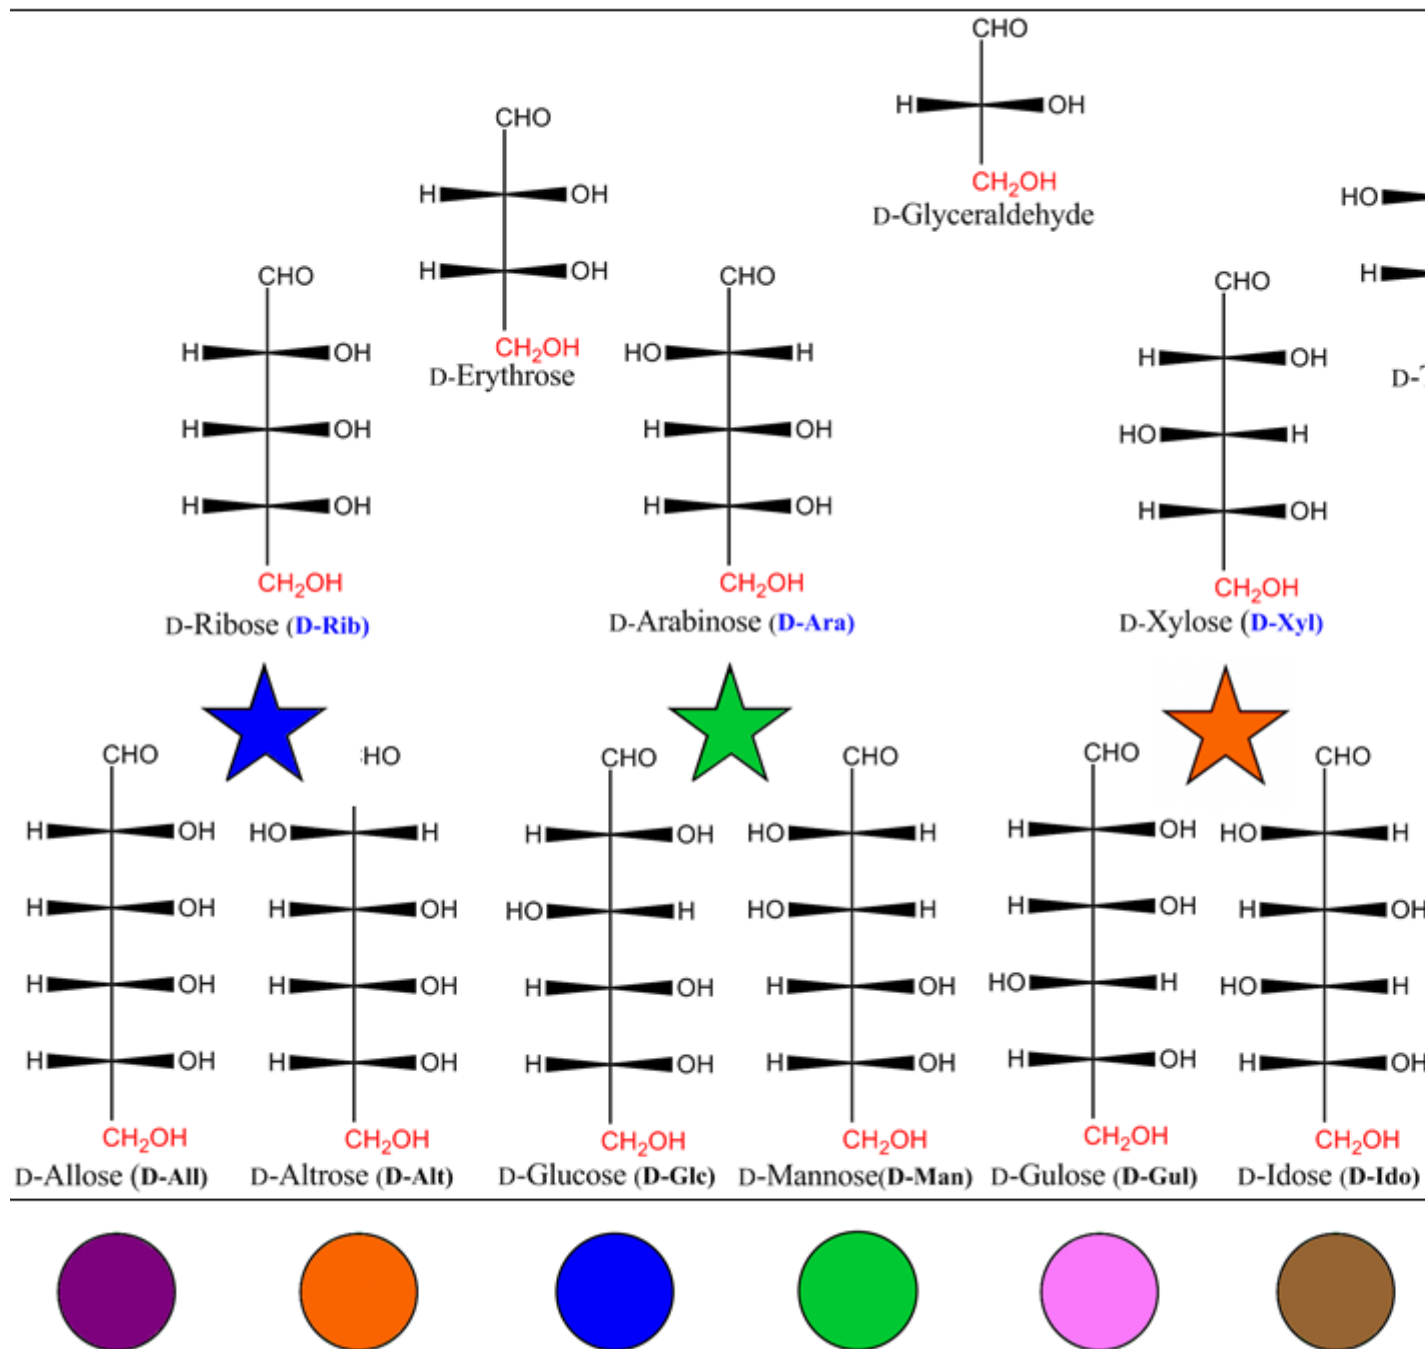 CHO
H OH
CH2OH
D-Glyceraldehyde
CHO
H OH
H OH
CH2OH
D-Erythrose
HO
H
D-
CHO
H OH
H OH
H OH
CH2OH
D-Ribose (D-Rib)
CHO
HO H
H OH
H OH
CH2OH
D-Arabinose (D-Ara)
CHO
H OH
HO H
H OH
CH2OH
D-Xylose (D-Xyl)
CHO
H OH
H OH
H OH
H OH
CH2OH
D-Allose (D-All)
HO
HO H
H OH
H OH
H OH
CH2OH
D-Altrose (D-Alt)
CHO
H OH
HO H
H OH
H OH
CH2OH
D-Glucose (D-Glc)
CHO
HO H
HO H
H OH
H OH
CH2OH
D-Mannose(D-Man)
CHO
H OH
H OH
HO H
H OH
CH2OH
D-Gulose (D-Gul)
CHO
HO H
H OH
HO H
H OH
CH2OH
D-Idose (D-Ido)